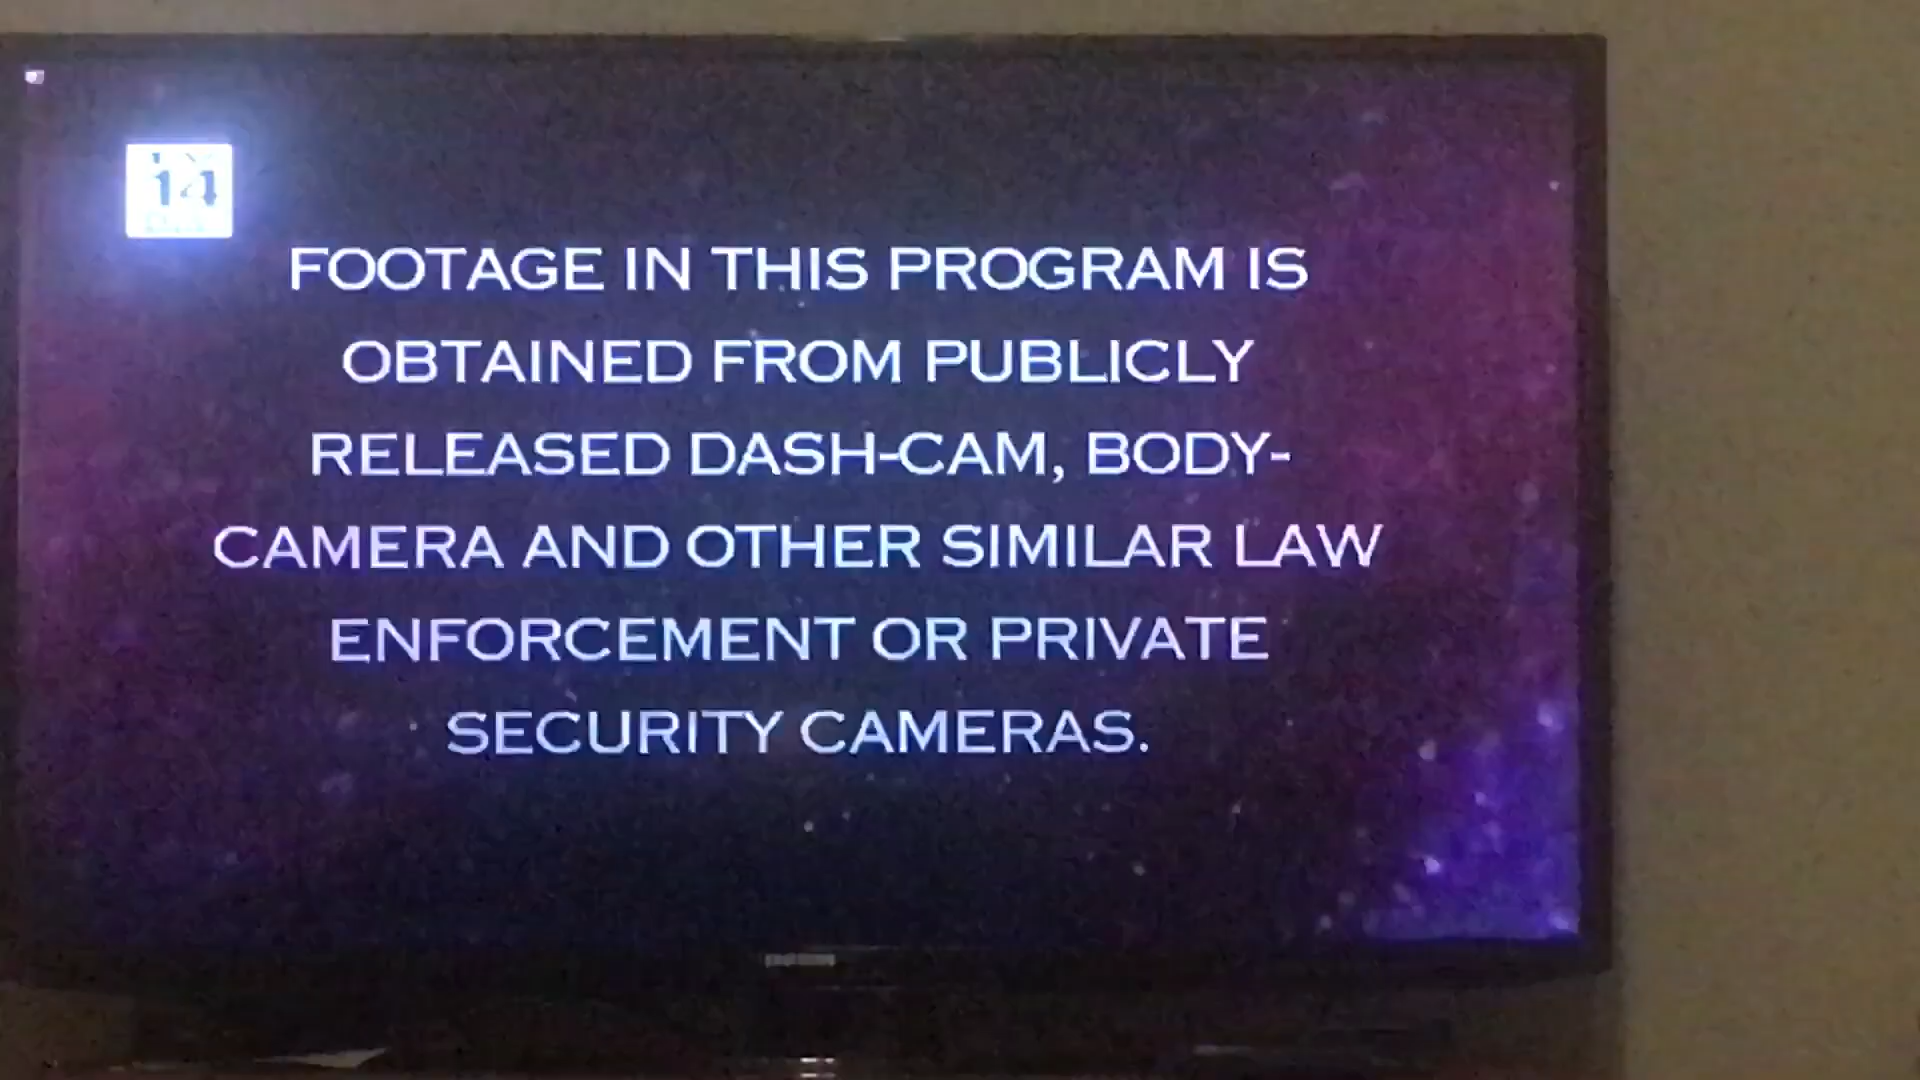 14
FOOTAGE IN THIS PROGRAM IS
OBTAINED FROM PUBLICLY
RELEASED DASH-CAM, BODY-
CAMERA AND OTHER SIMILAR LAW
ENFORCEMENT OR PRIVATE
SECURITY CAMERAS.